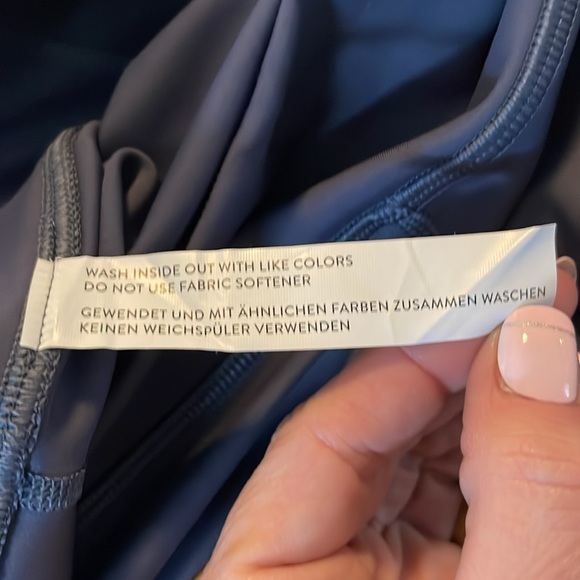 WASH INSIDE OUT WITH LIKE COLORS
DO NOT USE FABRIC SOFTENER
GEWENDET UND MIT ÄHNLICHEN FARBEN ZUSAMMEN WASCHEN
KEINEN WEICHSPÜLER VERWENDEN